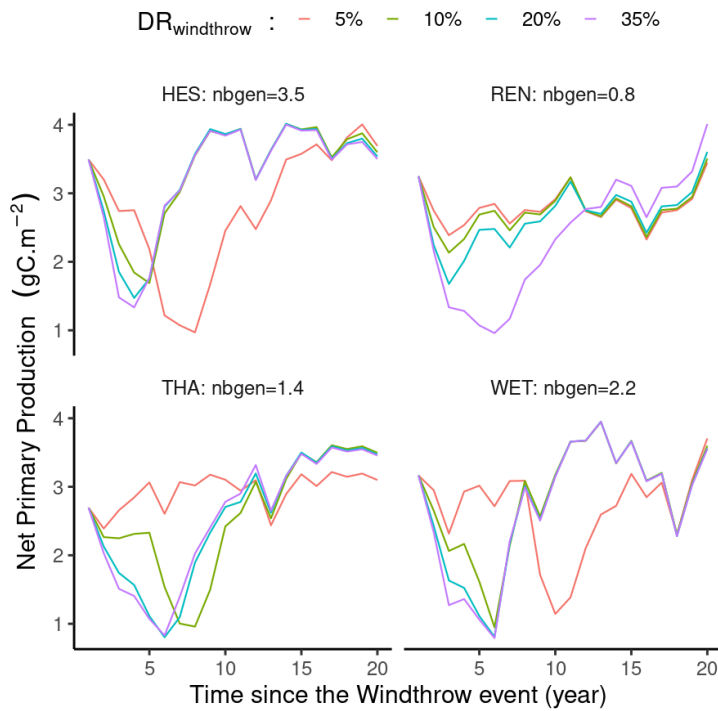 DRwindthrow : 5% 10% 20% 35%
HES: nbgen=3.5 REN: nbgen=0.8
4
3
2
1
THA: nbgen=1.4 WET: nbgen=2.2
4
3
2
1
5 10 15 20 5 10 15 20
Time since the Windthrow event (year)
Net Primary Production (gC.m⁻²)